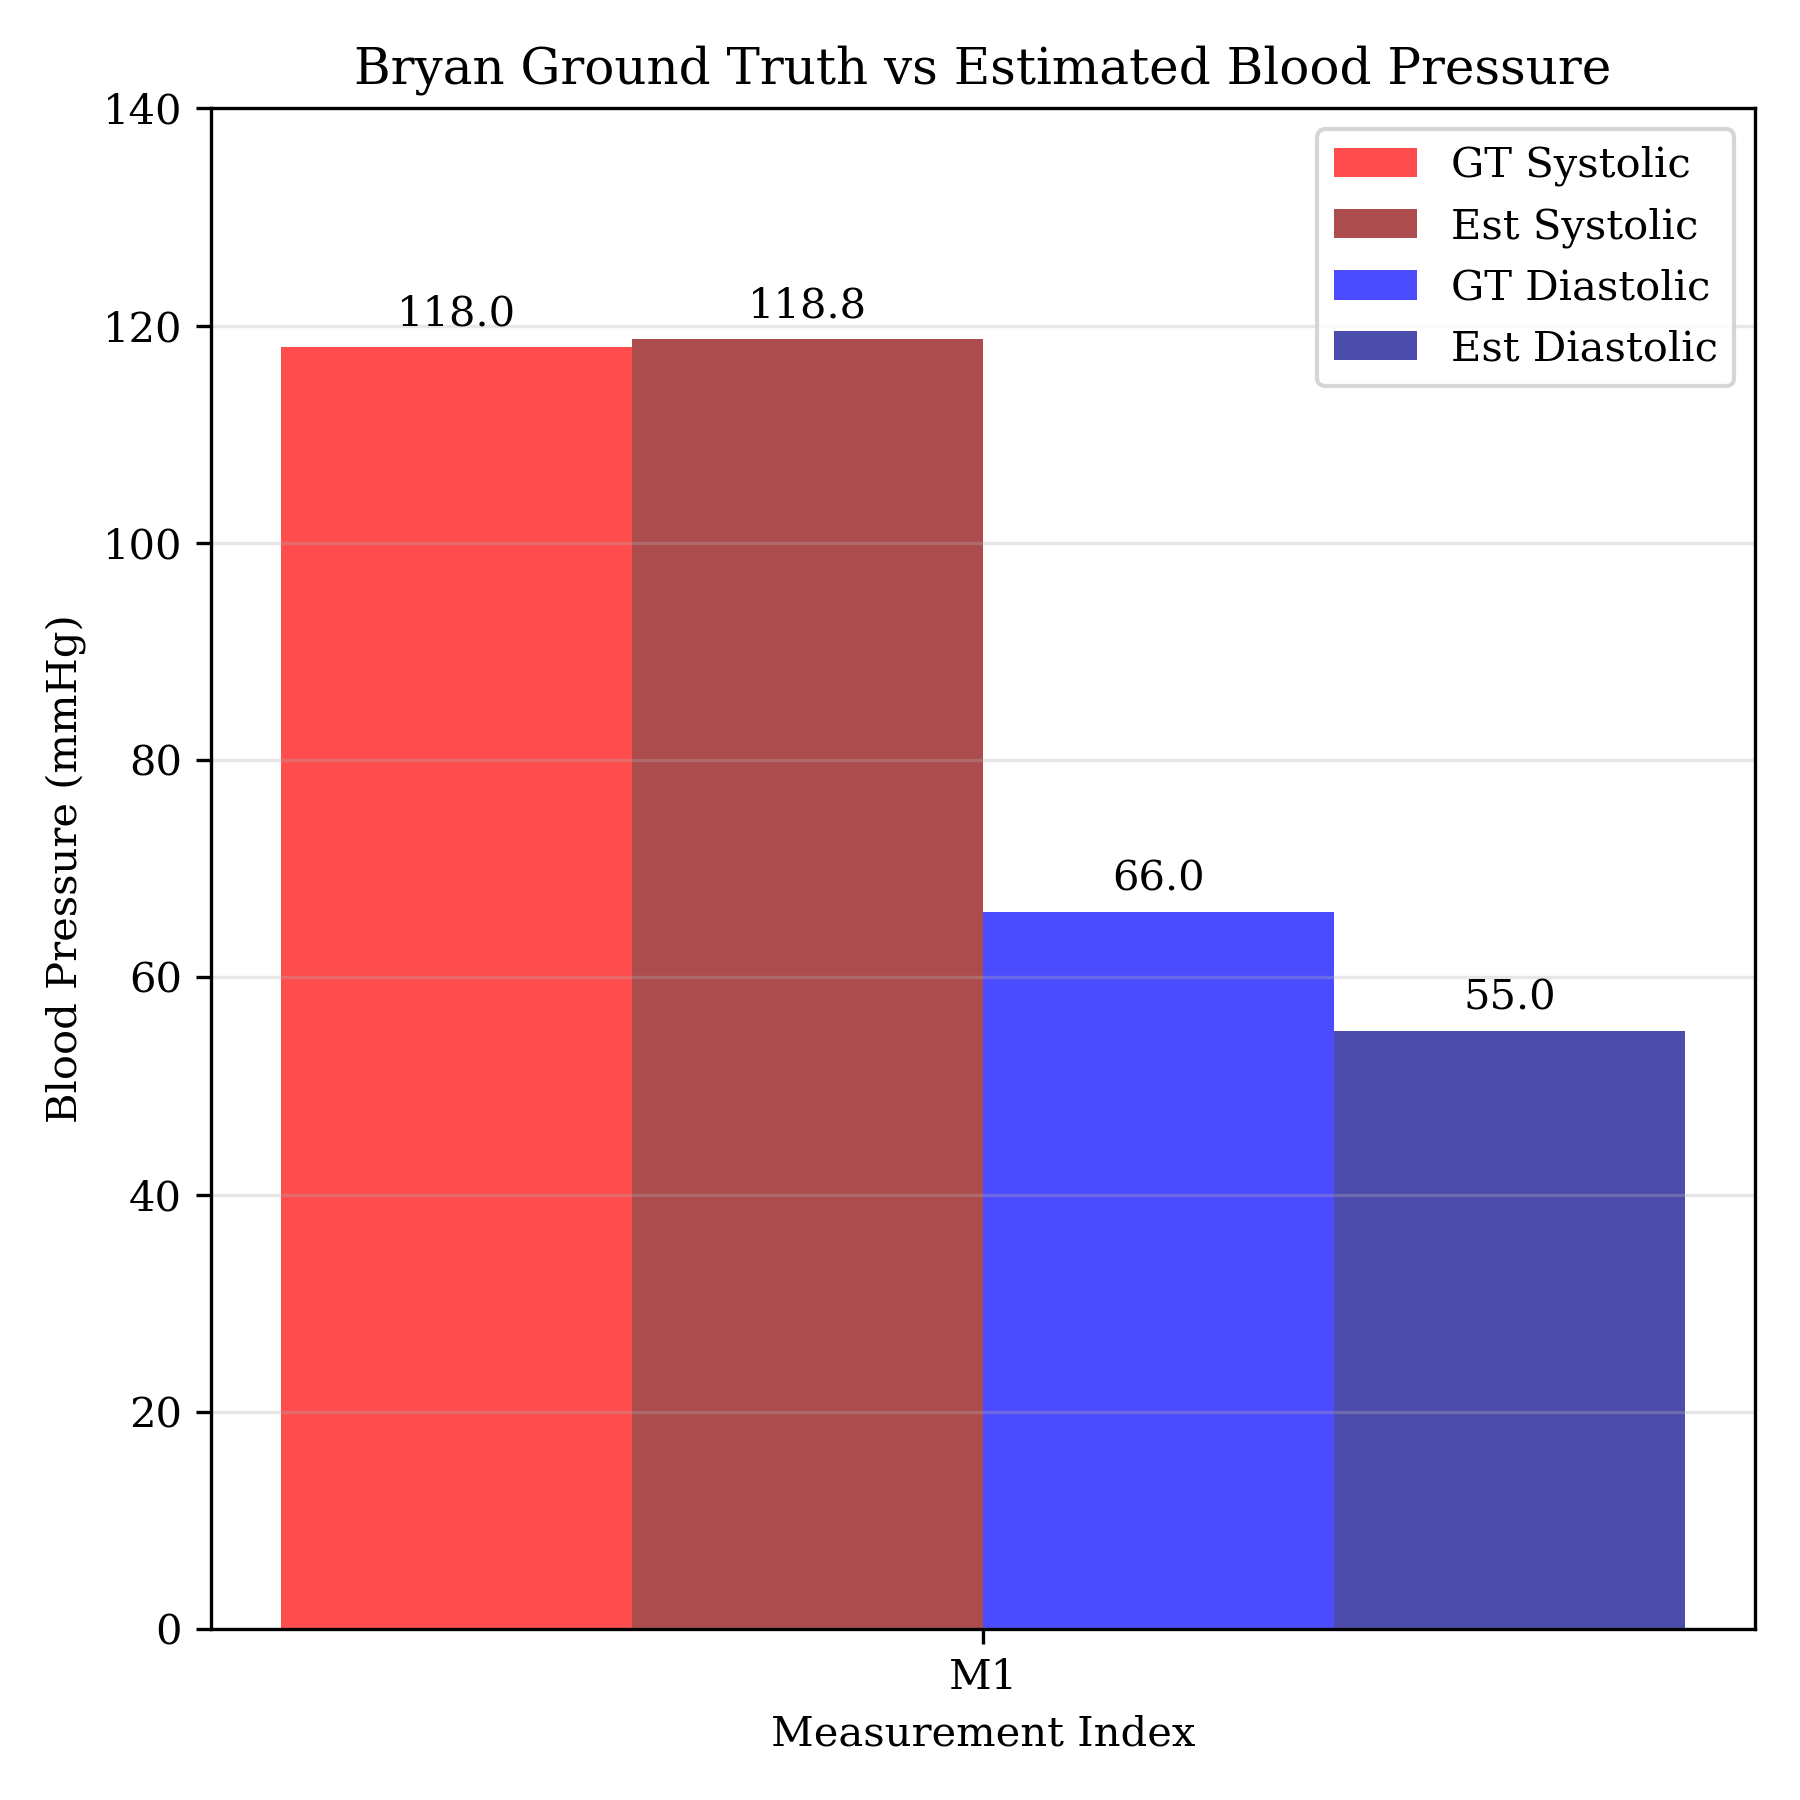 Bryan Ground Truth vs Estimated Blood Pressure
140
120
100
80
60
40
20
0
Blood Pressure (mmHg)
GT Systolic
Est Systolic
GT Diastolic
Est Diastolic
118.0
118.8
66.0
55.0
M1
Measurement Index